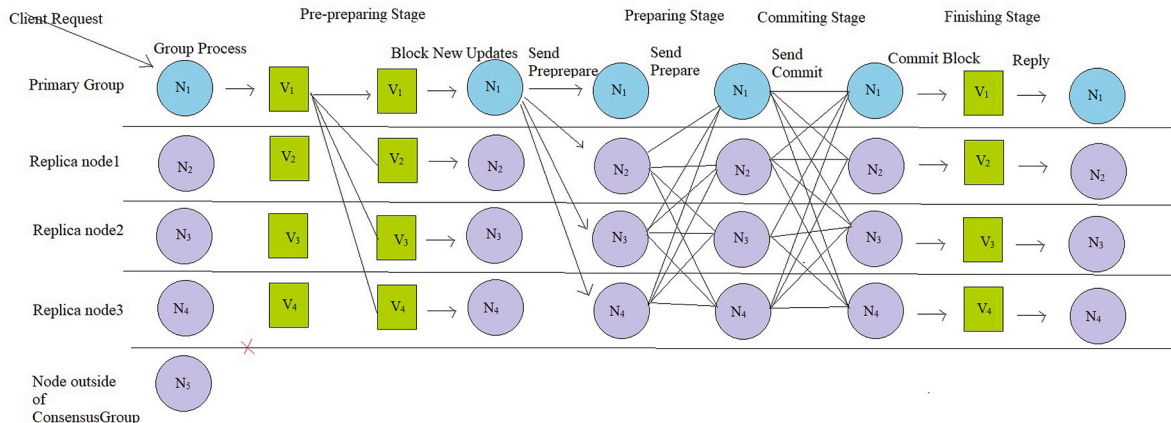 Client Request
Pre-preparing Stage
Preparing Stage
Commiting Stage
Finishing Stage
Group Process
Block New Updates
Send
Preprepare
Send
Prepare
Send
Commit
Commit Block
Reply
Primary Group
N1
V1
V1
N1
N1
N1
N1
V1
N1
Replica node1
N2
V2
V2
N2
N2
N2
N2
V2
N2
Replica node2
N3
V3
V3
N3
N3
N3
N3
V3
N3
Replica node3
N4
V4
V4
N4
N4
N4
N4
V4
N4
Node outside
of
ConsensusGroup
N5